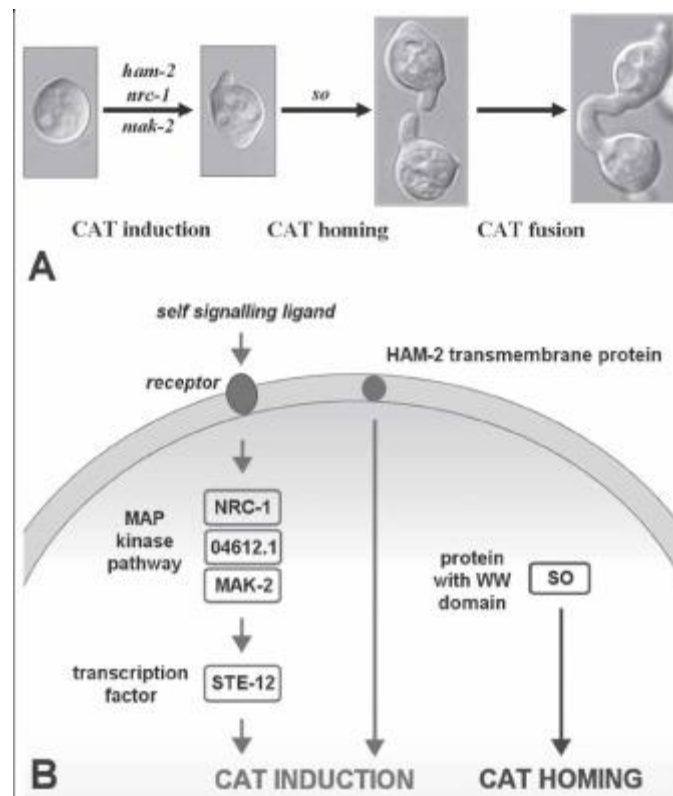 ham-2
nrc-1
mak-2
so
CAT induction
CAT homing
CAT fusion
A
self signalling ligand
receptor
HAM-2 transmembrane protein
MAP
kinase
pathway
NRC-1
04612.1
MAK-2
protein
with WW
domain
SO
transcription
factor
STE-12
B
CAT INDUCTION
CAT HOMING